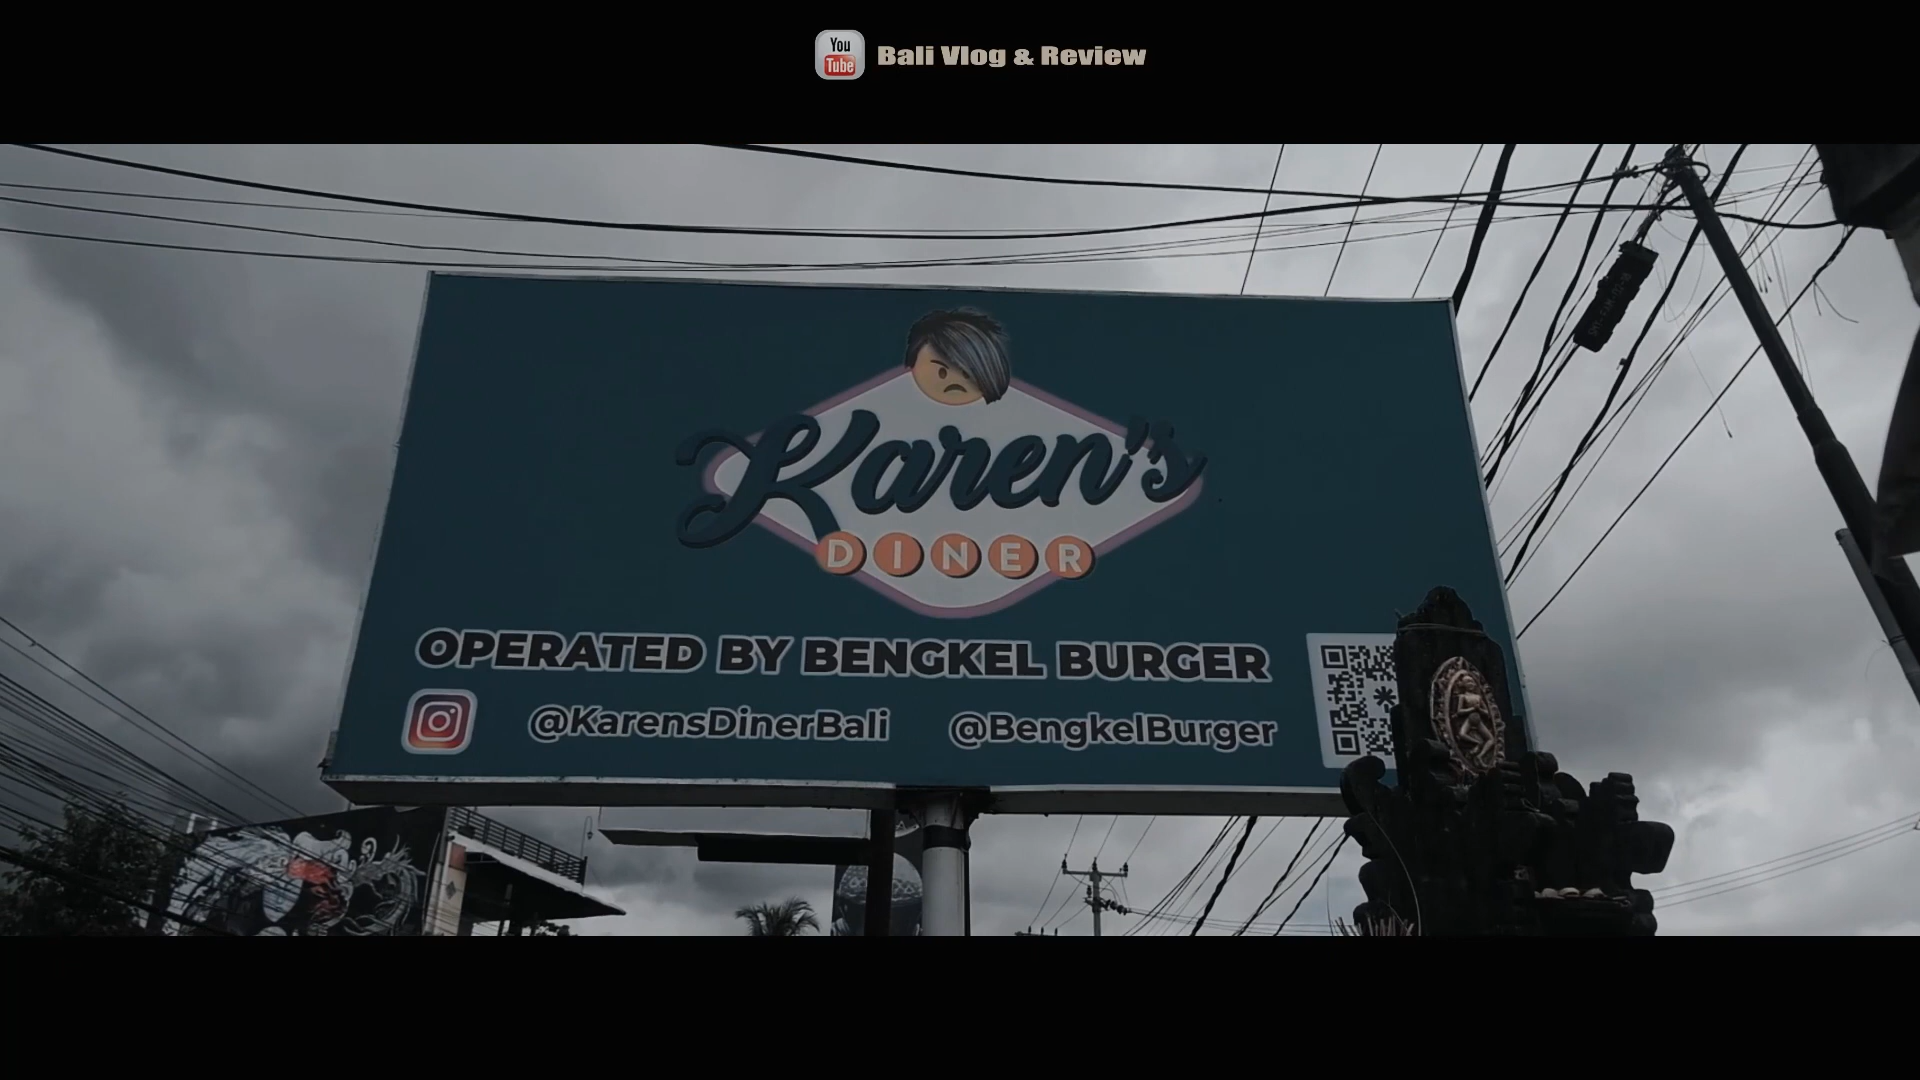 You
Tube
Bali Vlog & Review
Karen's
DINER
OPERATED BY BENGKEL BURGER
@KarensDinerBali @BengkelBurger